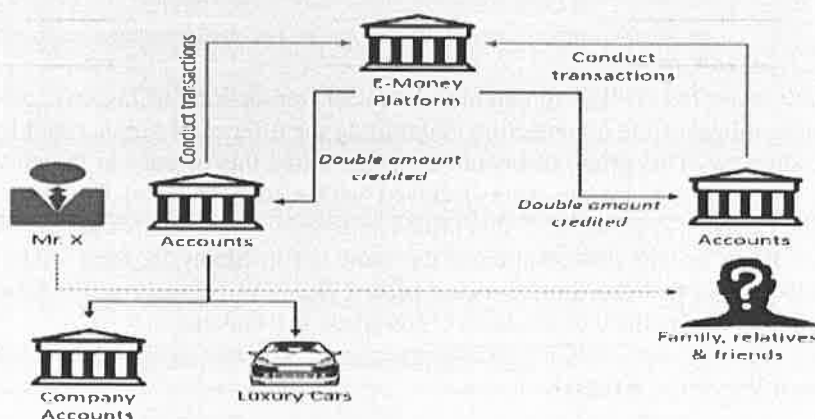 Conduct transactions
E-Money
Platform
Conduct
transactions
Double amount
credited
Double amount
credited
Mr. X
Accounts
Accounts
Family, relatives
& friends
Company
Accounts
Luxury Cars